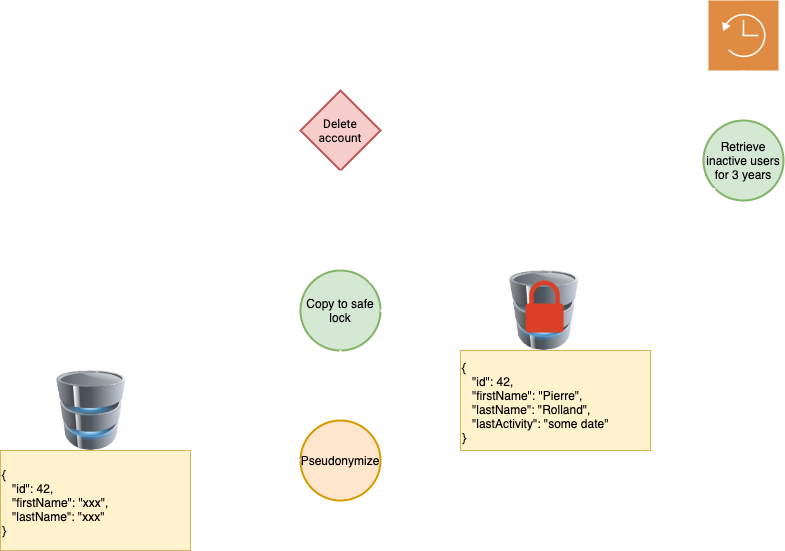 Delete
account
Retrieve
inactive users
for 3 years
Copy to safe
lock
{
"id": 42,
"firstName": "Pierre",
"lastName": "Rolland",
"lastActivity": "some date"
}
Pseudonymize
{
"id": 42,
"firstName": "xxx",
"lastName": "xxx"
}